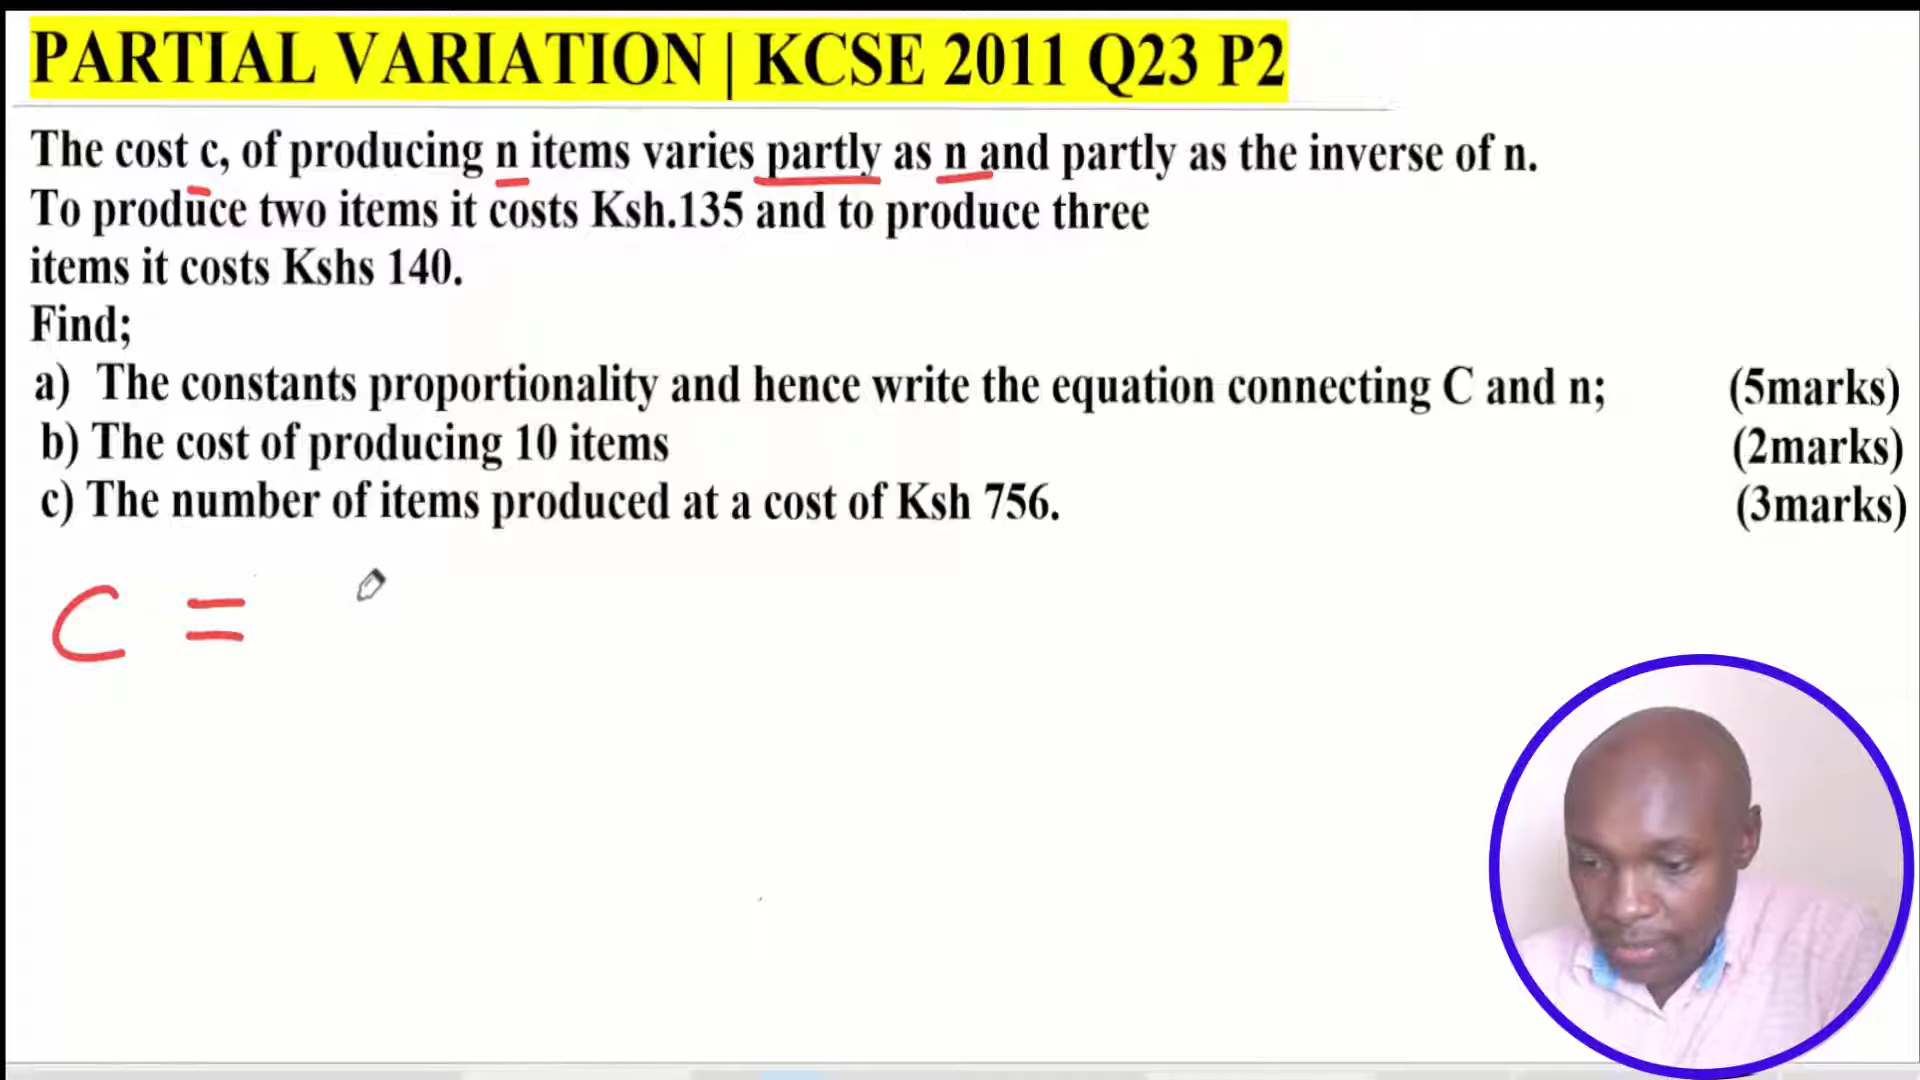 PARTIAL VARIATION | KCSE 2011 Q23 P2
The cost c, of producing n items varies partly as n and partly as the inverse of n.
To produce two items it costs Ksh.135 and to produce three
items it costs Kshs 140.
Find;
a) The constants proportionality and hence write the equation connecting C and n; (5marks)
b) The cost of producing 10 items (2marks)
c) The number of items produced at a cost of Ksh 756. (3marks)
C =